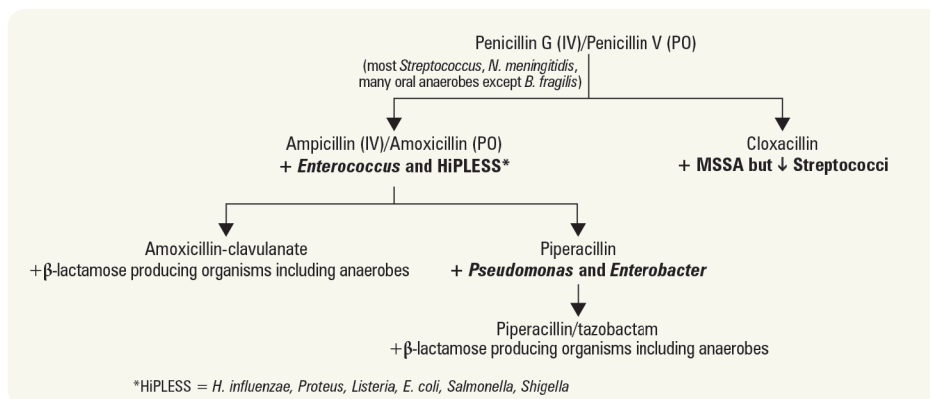 Penicillin G (IV)/Penicillin V (PO)
(most Streptococcus, N. meningitidis,
many oral anaerobes except B. fragilis)
Ampicillin (IV)/Amoxicillin (PO)
+ Enterococcus and HiPLESS*
Cloxacillin
+ MSSA but ↓ Streptococci
Amoxicillin-clavulanate
+β-lactamose producing organisms including anaerobes
Piperacillin
+ Pseudomonas and Enterobacter
Piperacillin/tazobactam
+β-lactamose producing organisms including anaerobes
*HiPLESS = H. influenzae, Proteus, Listeria, E. coli, Salmonella, Shigella